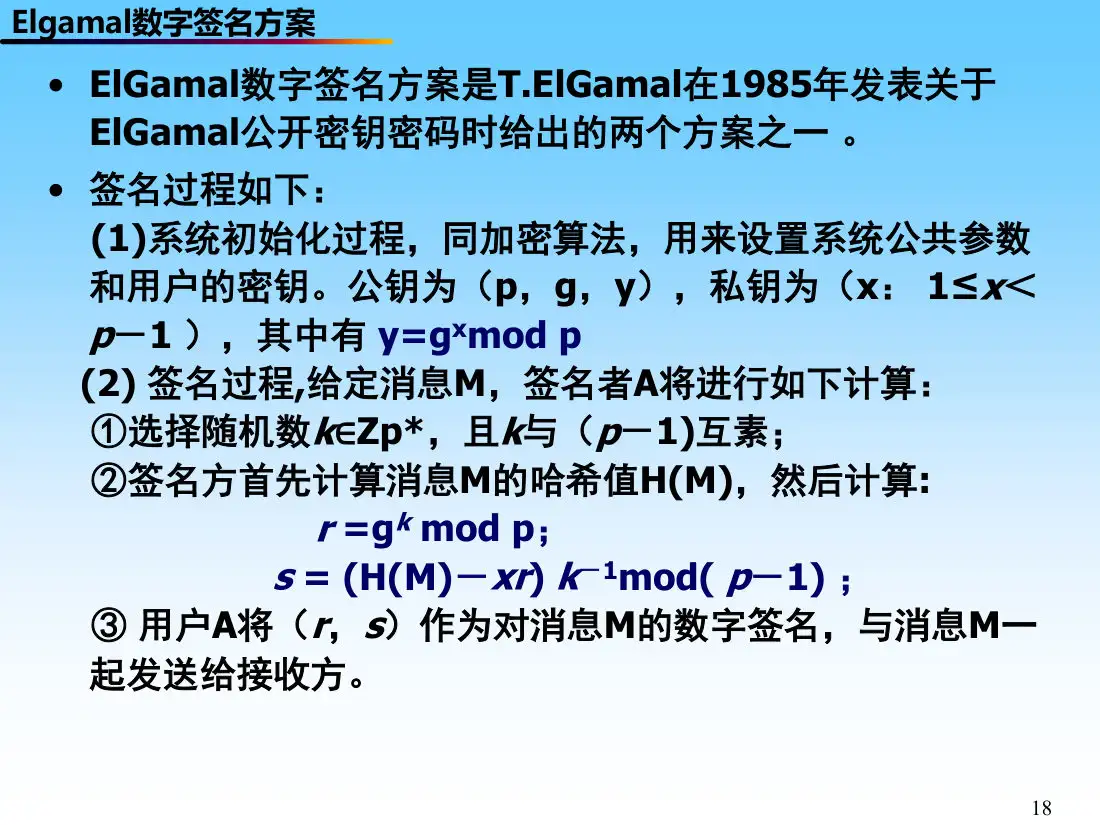 Elgamal数字签名方案
• ElGamal数字签名方案是T.ElGamal在1985年发表关于
ElGamal公开密钥密码时给出的两个方案之一 。
• 签名过程如下：
(1)系统初始化过程，同加密算法，用来设置系统公共参数
和用户的密钥。公钥为（p，g，y），私钥为（x： 1≤x＜
p－1 ），其中有 y=gˣmod p
(2) 签名过程,给定消息M，签名者A将进行如下计算：
①选择随机数k∈Zp*，且k与（p－1)互素；
②签名方首先计算消息M的哈希值H(M)，然后计算:
r =gᵏ mod p；
s = (H(M)－xr) k⁻¹mod( p－1) ；
③ 用户A将（r，s）作为对消息M的数字签名，与消息M一
起发送给接收方。
18